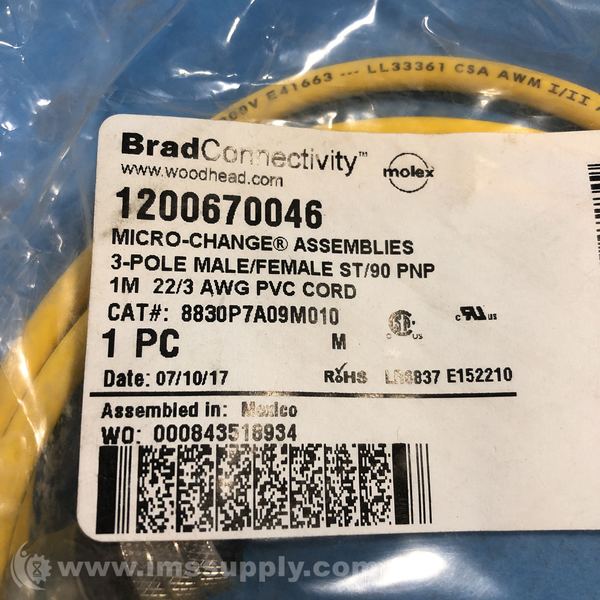 00V E41663 --- LL33361 CSA AWM I/II A
BradConnectivity™
molex
www.woodhead.com
1200670046
MICRO-CHANGE® ASSEMBLIES
3-POLE MALE/FEMALE ST/90 PNP
1M 22/3 AWG PVC CORD
CAT#: 8830P7A09M010
1 PC
M
Date: 07/10/17
RoHS
E152210
Assembled in: Mexico
WO: 000843518934
www.imssupply.com